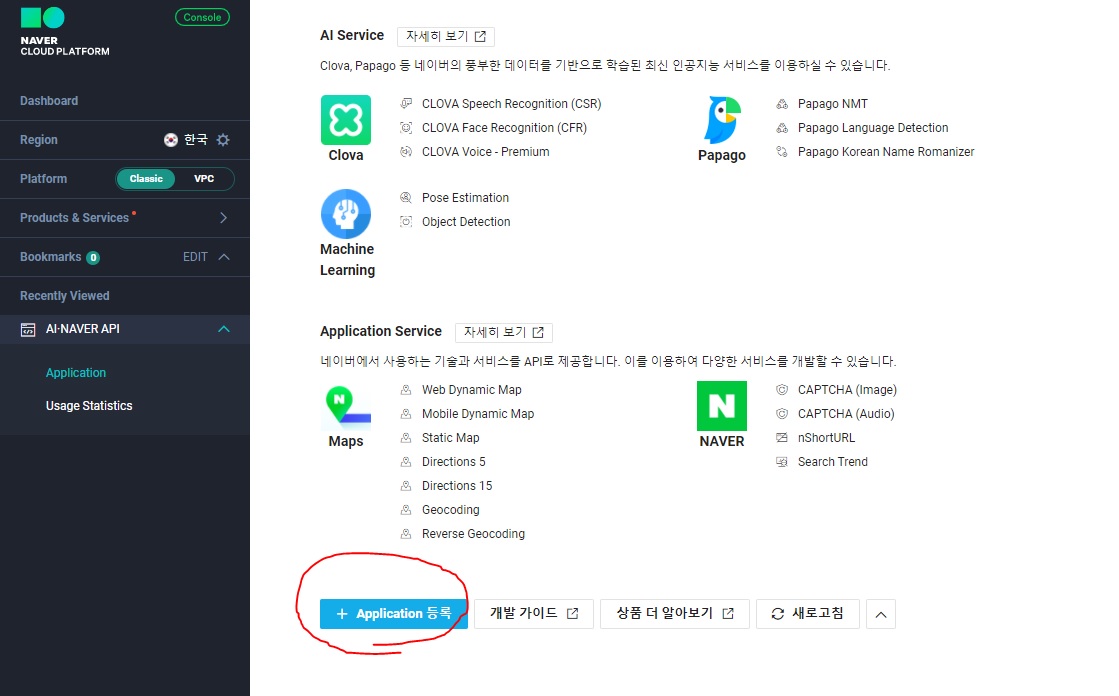 NAVER
CLOUD PLATFORM
Console
Dashboard
Region 한국
Platform Classic VPC
Products & Services
Bookmarks 0 EDIT
Recently Viewed
AI·NAVER API
Application
Usage Statistics
AI Service 자세히 보기
Clova, Papago 등 네이버의 풍부한 데이터를 기반으로 학습된 최신 인공지능 서비스를 이용하실 수 있습니다.
Clova
CLOVA Speech Recognition (CSR)
CLOVA Face Recognition (CFR)
CLOVA Voice - Premium
Papago
Papago NMT
Papago Language Detection
Papago Korean Name Romanizer
Machine
Learning
Pose Estimation
Object Detection
Application Service 자세히 보기
네이버에서 사용하는 기술과 서비스를 API로 제공합니다. 이를 이용하여 다양한 서비스를 개발할 수 있습니다.
N
Maps
Web Dynamic Map
Mobile Dynamic Map
Static Map
Directions 5
Directions 15
Geocoding
Reverse Geocoding
N
NAVER
CAPTCHA (Image)
CAPTCHA (Audio)
nShortURL
Search Trend
+ Application 등록 개발 가이드 상품 더 알아보기 새로고침